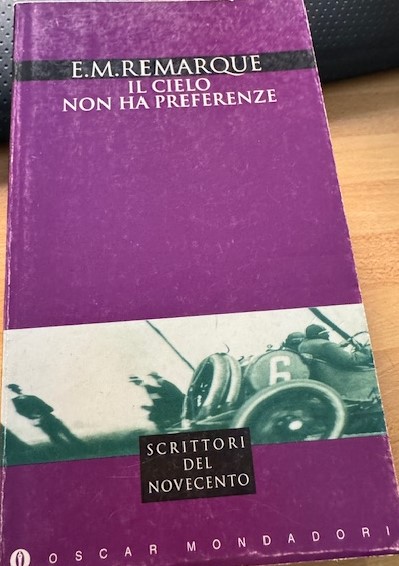 E.M.REMARQUE
IL CIELO
NON HA PREFERENZE
6
SCRITTORI
DEL
NOVECENTO
OSCAR MONDADORI